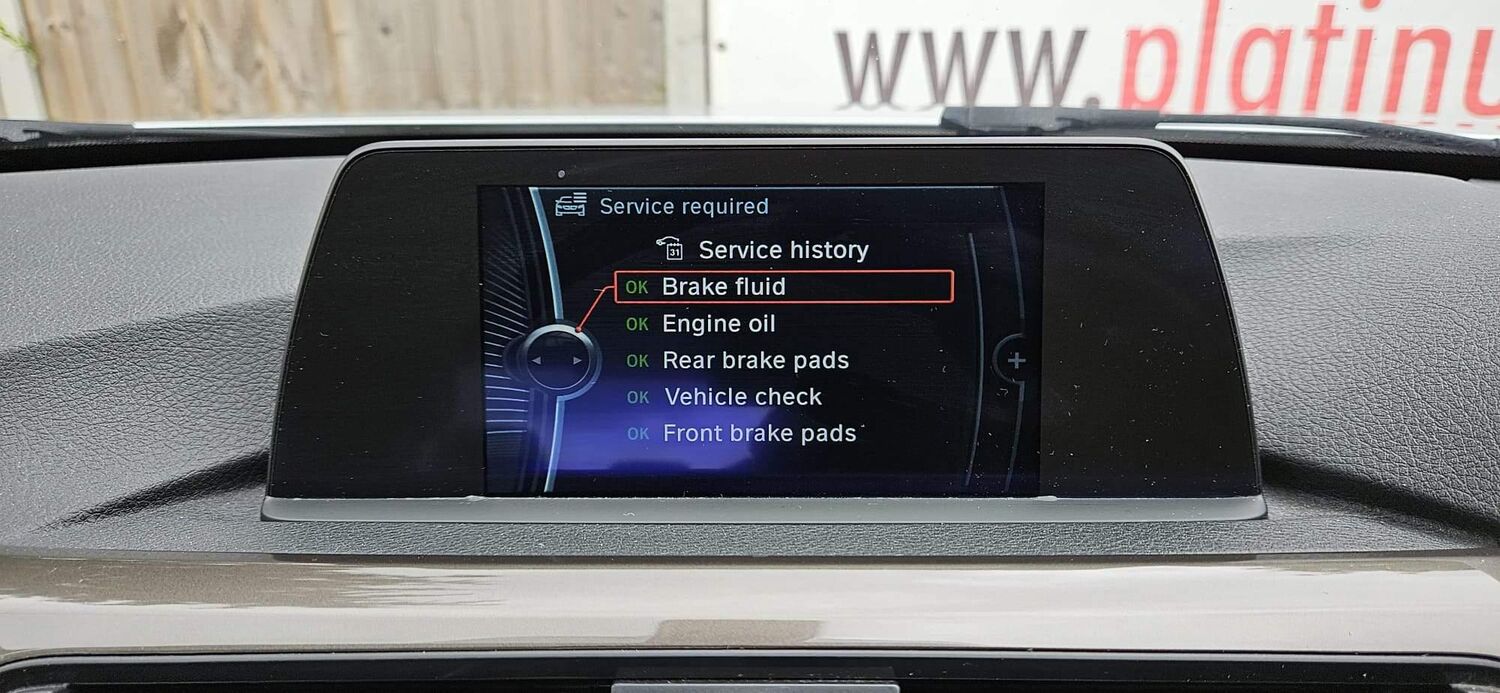 www.platinu
Service required
31 Service history
OK Brake fluid
OK Engine oil
OK Rear brake pads
OK Vehicle check
OK Front brake pads